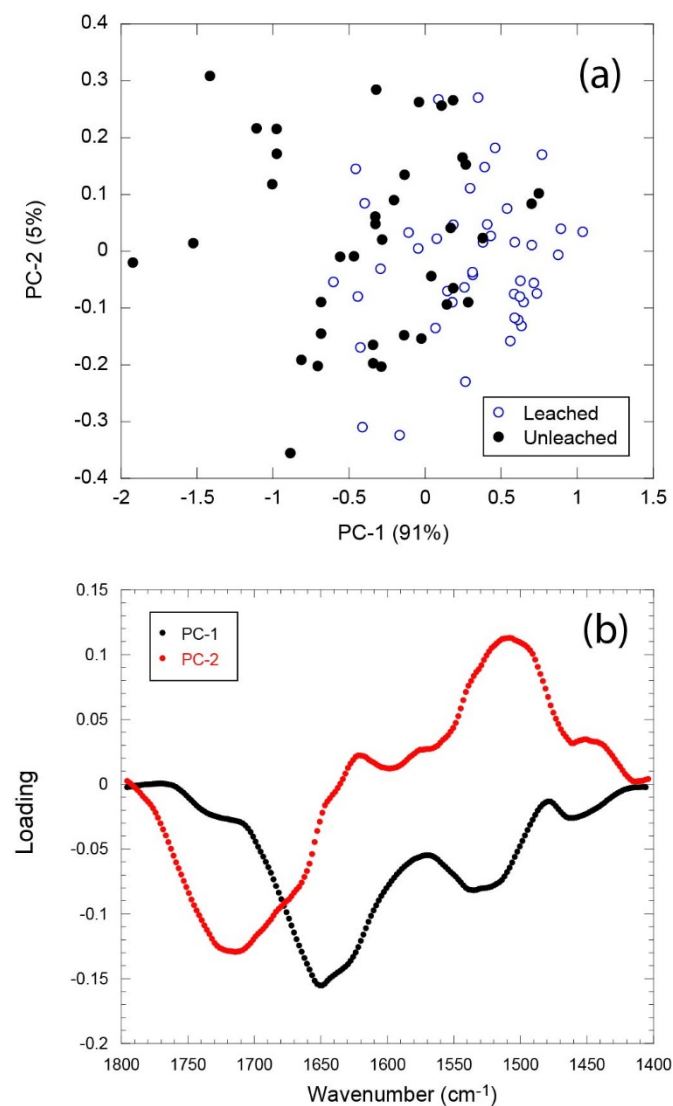 (a)
0.4
0.3
0.2
0.1
0
-0.1
-0.2
-0.3
-0.4
PC-2 (5%)
Leached
Unleached
-2 -1.5 -1 -0.5 0 0.5 1 1.5
PC-1 (91%)
(b)
0.15
0.1
0.05
0
-0.05
-0.1
-0.15
-0.2
Loading
PC-1
PC-2
1800 1750 1700 1650 1600 1550 1500 1450 1400
Wavenumber (cm⁻¹)